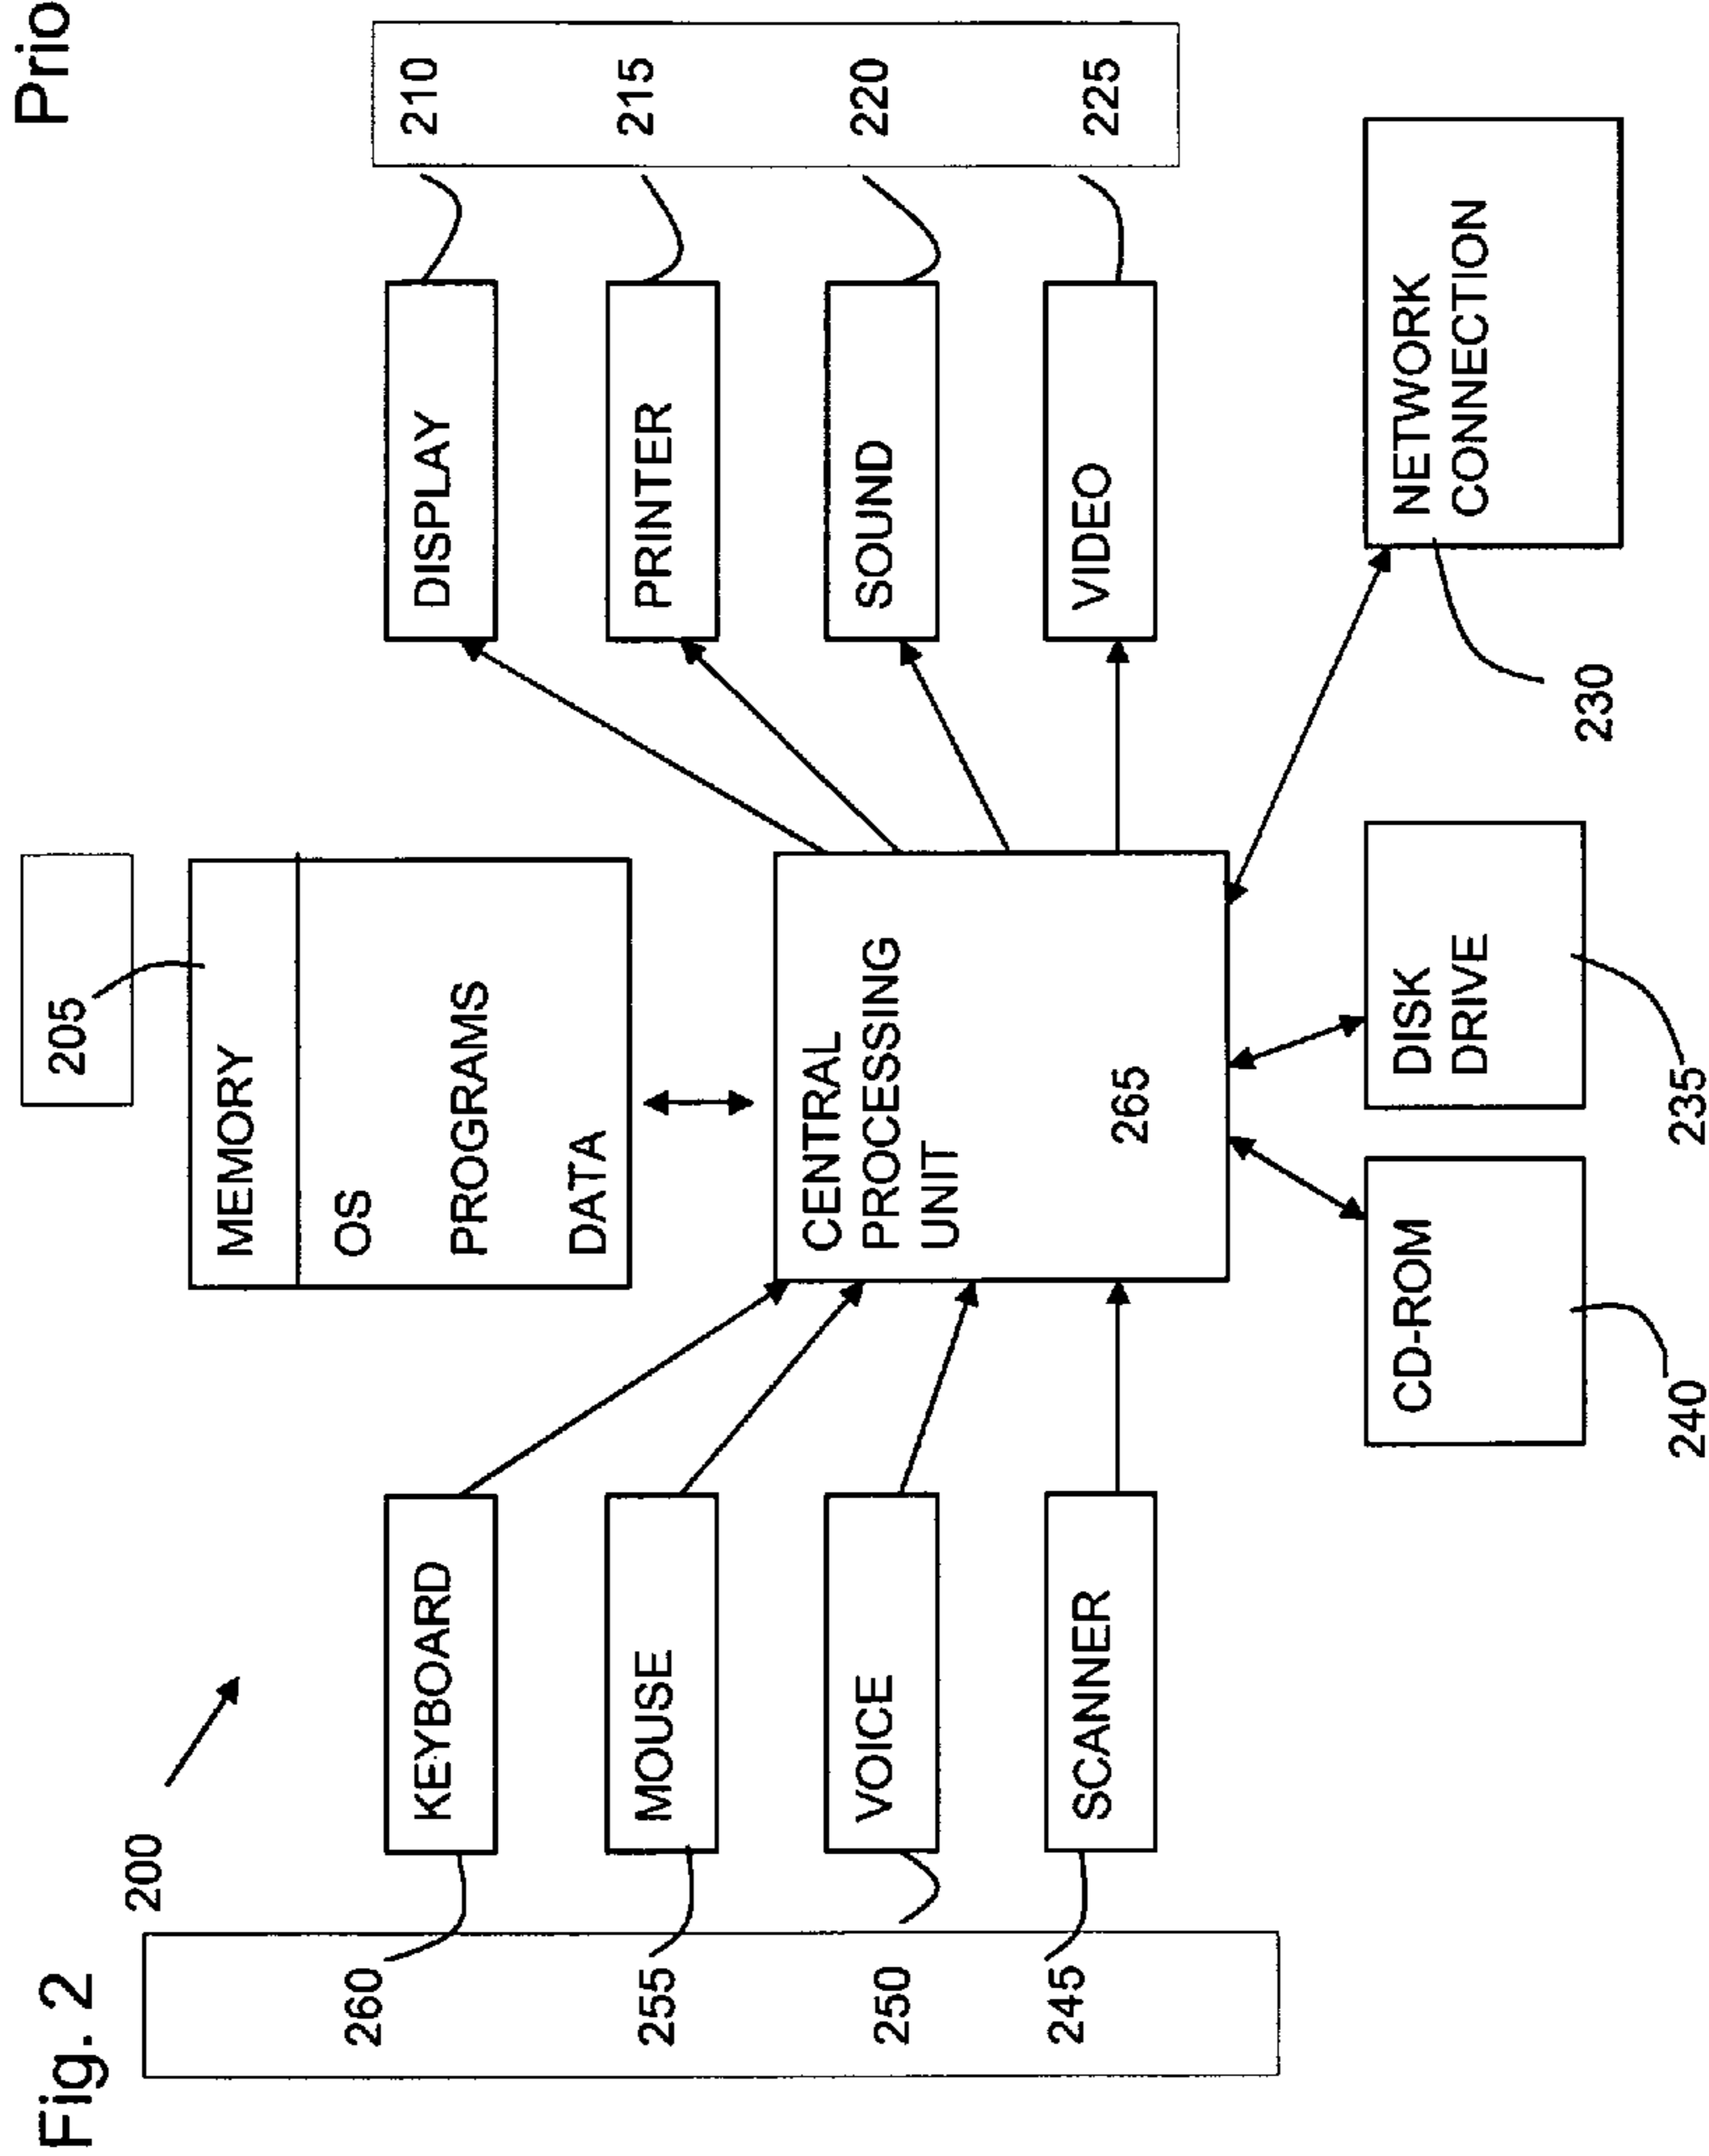 Fig. 2
Prio
200
205
MEMORY
OS
PROGRAMS
DATA
260
KEYBOARD
DISPLAY
210
255
MOUSE
PRINTER
215
250
VOICE
SOUND
220
245
SCANNER
VIDEO
225
CENTRAL
PROCESSING
UNIT
265
CD-ROM
240
DISK
DRIVE
235
NETWORK
CONNECTION
230